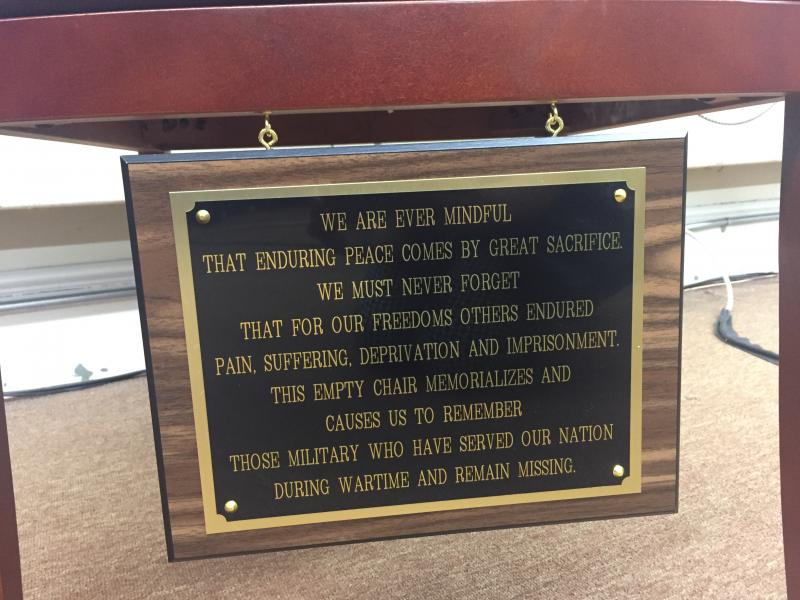 WE ARE EVER MINDFUL
THAT ENDURING PEACE COMES BY GREAT SACRIFICE.
WE MUST NEVER FORGET
THAT FOR OUR FREEDOMS OTHERS ENDURED
PAIN, SUFFERING, DEPRIVATION AND IMPRISONMENT.
THIS EMPTY CHAIR MEMORIALIZES AND
CAUSES US TO REMEMBER
THOSE MILITARY WHO HAVE SERVED OUR NATION
DURING WARTIME AND REMAIN MISSING.